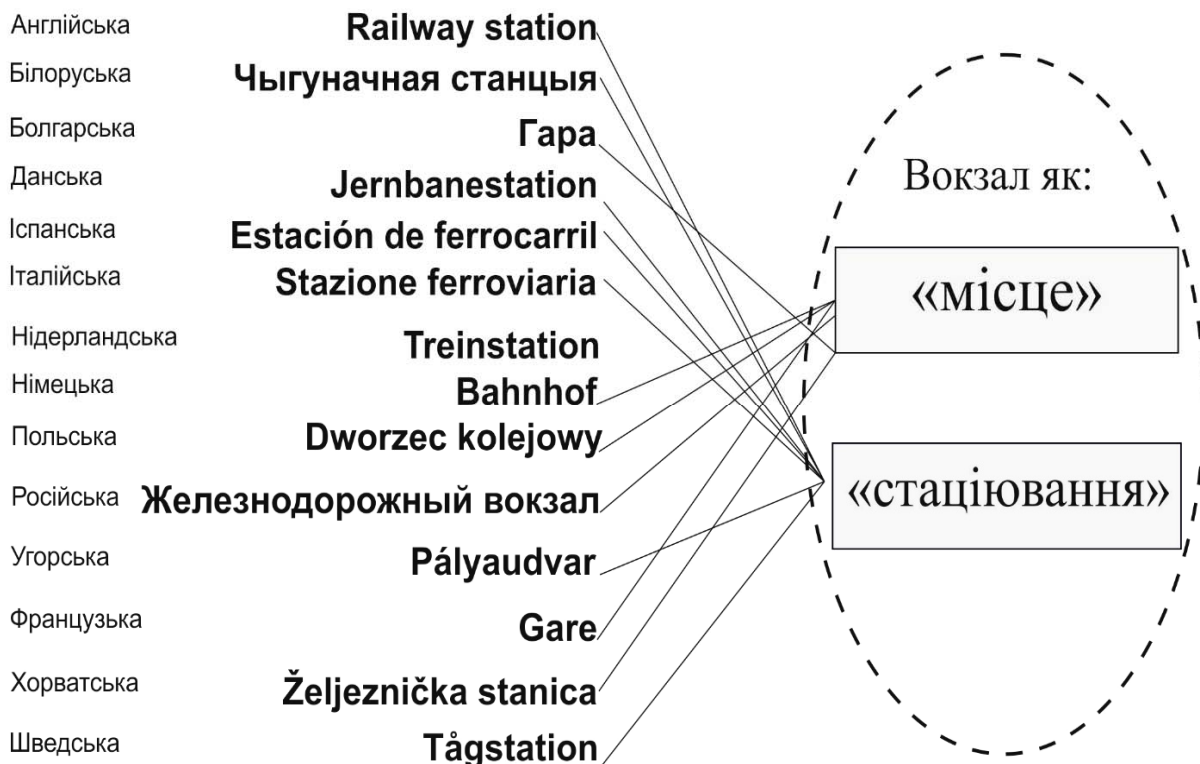 Англійська Railway station
Білоруська Чыгуначная станцыя
Болгарська Гара
Данська Jernbanestation
Іспанська Estación de ferrocarril
Італійська Stazione ferroviaria
Нідерландська Treinstation
Німецька Bahnhof
Польська Dworzec kolejowy
Російська Железнодорожный вокзал
Угорська Pályaudvar
Французька Gare
Хорватська Željeznička stanica
Шведська Tågstation
Вокзал як:
«місце»
«стаціювання»